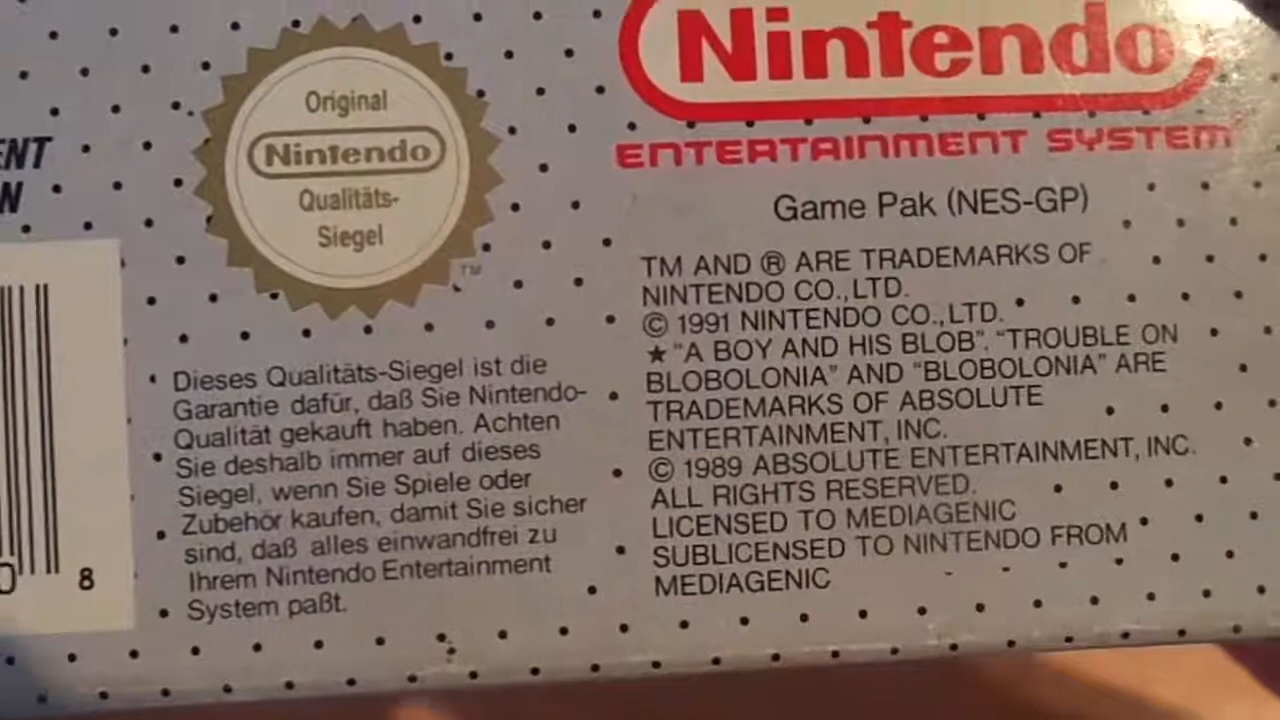 ENT
N
8
Original
Nintendo
Qualitäts-
Siegel
TM
Dieses Qualitäts-Siegel ist die
Garantie dafür, daß Sie Nintendo-
Qualität gekauft haben. Achten
Sie deshalb immer auf dieses
Siegel, wenn Sie Spiele oder
Zubehör kaufen, damit Sie sicher
sind, daß alles einwandfrei zu
Ihrem Nintendo Entertainment
System paßt.
Nintendo
ENTERTAINMENT SYSTEM
Game Pak (NES-GP)
TM AND ® ARE TRADEMARKS OF
NINTENDO CO., LTD.
© 1991 NINTENDO CO., LTD.
★ "A BOY AND HIS BLOB". "TROUBLE ON
BLOBOLONIA" AND "BLOBOLONIA" ARE
TRADEMARKS OF ABSOLUTE
ENTERTAINMENT, INC.
© 1989 ABSOLUTE ENTERTAINMENT, INC.
ALL RIGHTS RESERVED.
LICENSED TO MEDIAGENIC
SUBLICENSED TO NINTENDO FROM
MEDIAGENIC